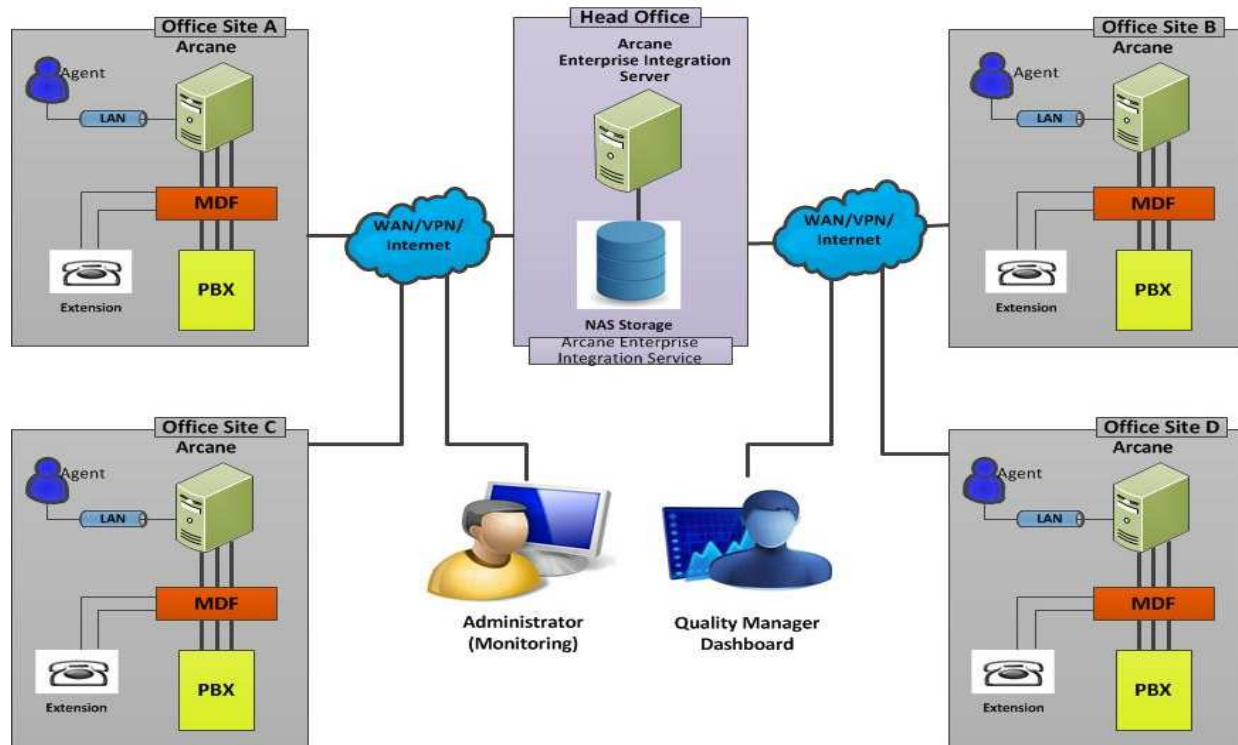 Office Site A
Arcane
Agent
LAN
MDF
PBX
Extension
WAN/VPN/
Internet
Head Office
Arcane
Enterprise Integration
Server
NAS Storage
Arcane Enterprise
Integration Service
WAN/VPN/
Internet
Office Site B
Arcane
Agent
LAN
MDF
PBX
Extension
Office Site C
Arcane
Agent
LAN
MDF
PBX
Extension
Administrator
(Monitoring)
Quality Manager
Dashboard
Office Site D
Arcane
Agent
LAN
MDF
PBX
Extension